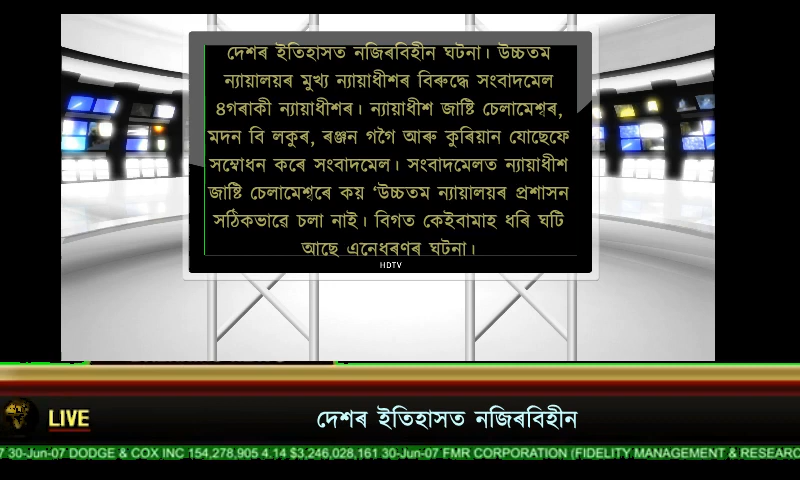 দেশৰ ইতিহাসত নজিৰবিহীন ঘটনা। উচ্চতম
ন্যায়ালয়ৰ মুখ্য ন্যায়াধীশৰ বিৰুদ্ধে সংবাদমেল
৪গৰাকী ন্যায়াধীশৰ। ন্যায়াধীশ জাষ্টি চেলামেশ্বৰ,
মদন বি লকুৰ, ৰঞ্জন গগৈ আৰু কুৰিয়ান যোছেফে
সম্বোধন কৰে সংবাদমেল। সংবাদমেলত ন্যায়াধীশ
জাষ্টি চেলামেশ্বৰে কয় ‘উচ্চতম ন্যায়ালয়ৰ প্ৰশাসন
সঠিকভাৱে চলা নাই। বিগত কেইবামাহ ধৰি ঘটি
আছে এনেধৰণৰ ঘটনা।
HDTV
LIVE
দেশৰ ইতিহাসত নজিৰবিহীন
7 30-Jun-07 DODGE & COX INC 154,278,905 4.14 $3,246,028,161 30-Jun-07 FMR CORPORATION (FIDELITY MANAGEMENT & RESEARC